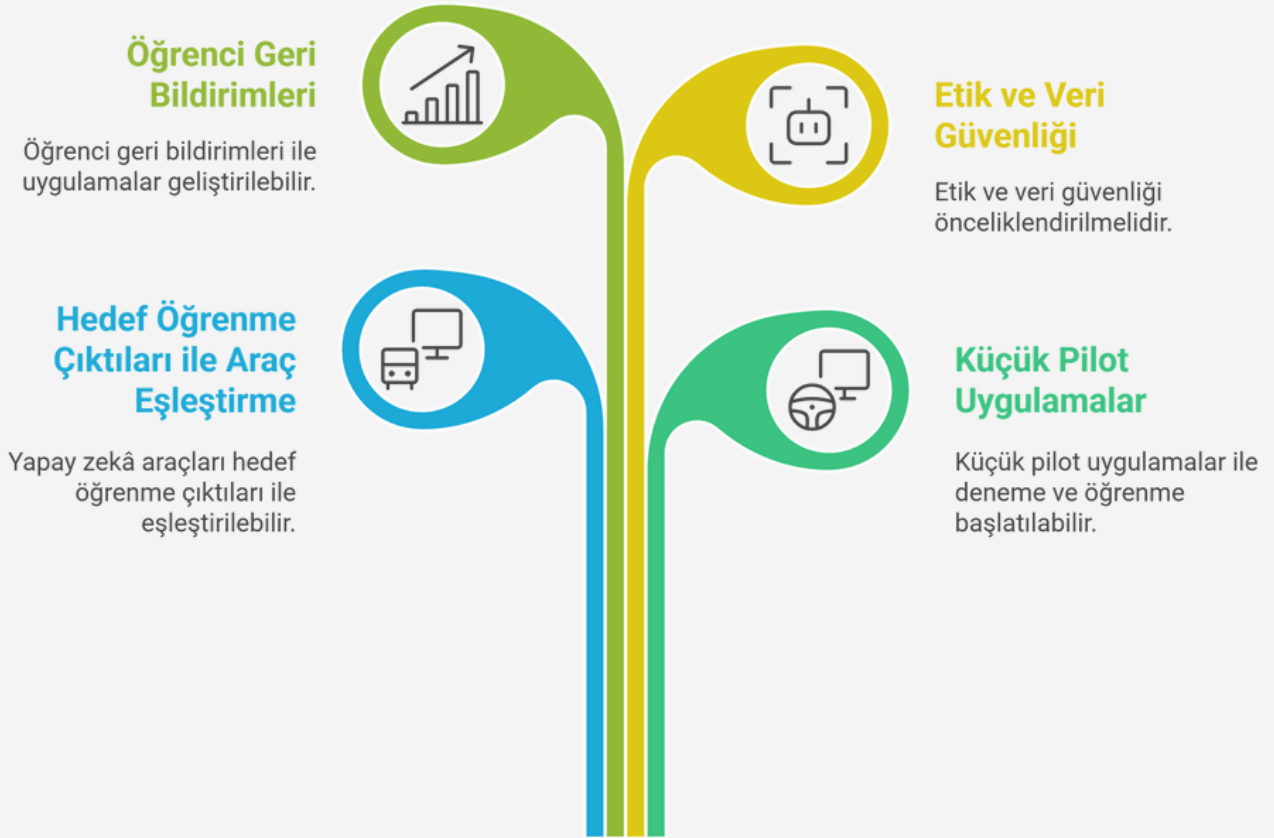 Öğrenci Geri
Bildirimleri
Öğrenci geri bildirimleri ile
uygulamalar geliştirilebilir.
Etik ve Veri
Güvenliği
Etik ve veri güvenliği
önceliklendirilmelidir.
Hedef Öğrenme
Çıktıları ile Araç
Eşleştirme
Yapay zekâ araçları hedef
öğrenme çıktıları ile
eşleştirilebilir.
Küçük Pilot
Uygulamalar
Küçük pilot uygulamalar ile
deneme ve öğrenme
başlatılabilir.